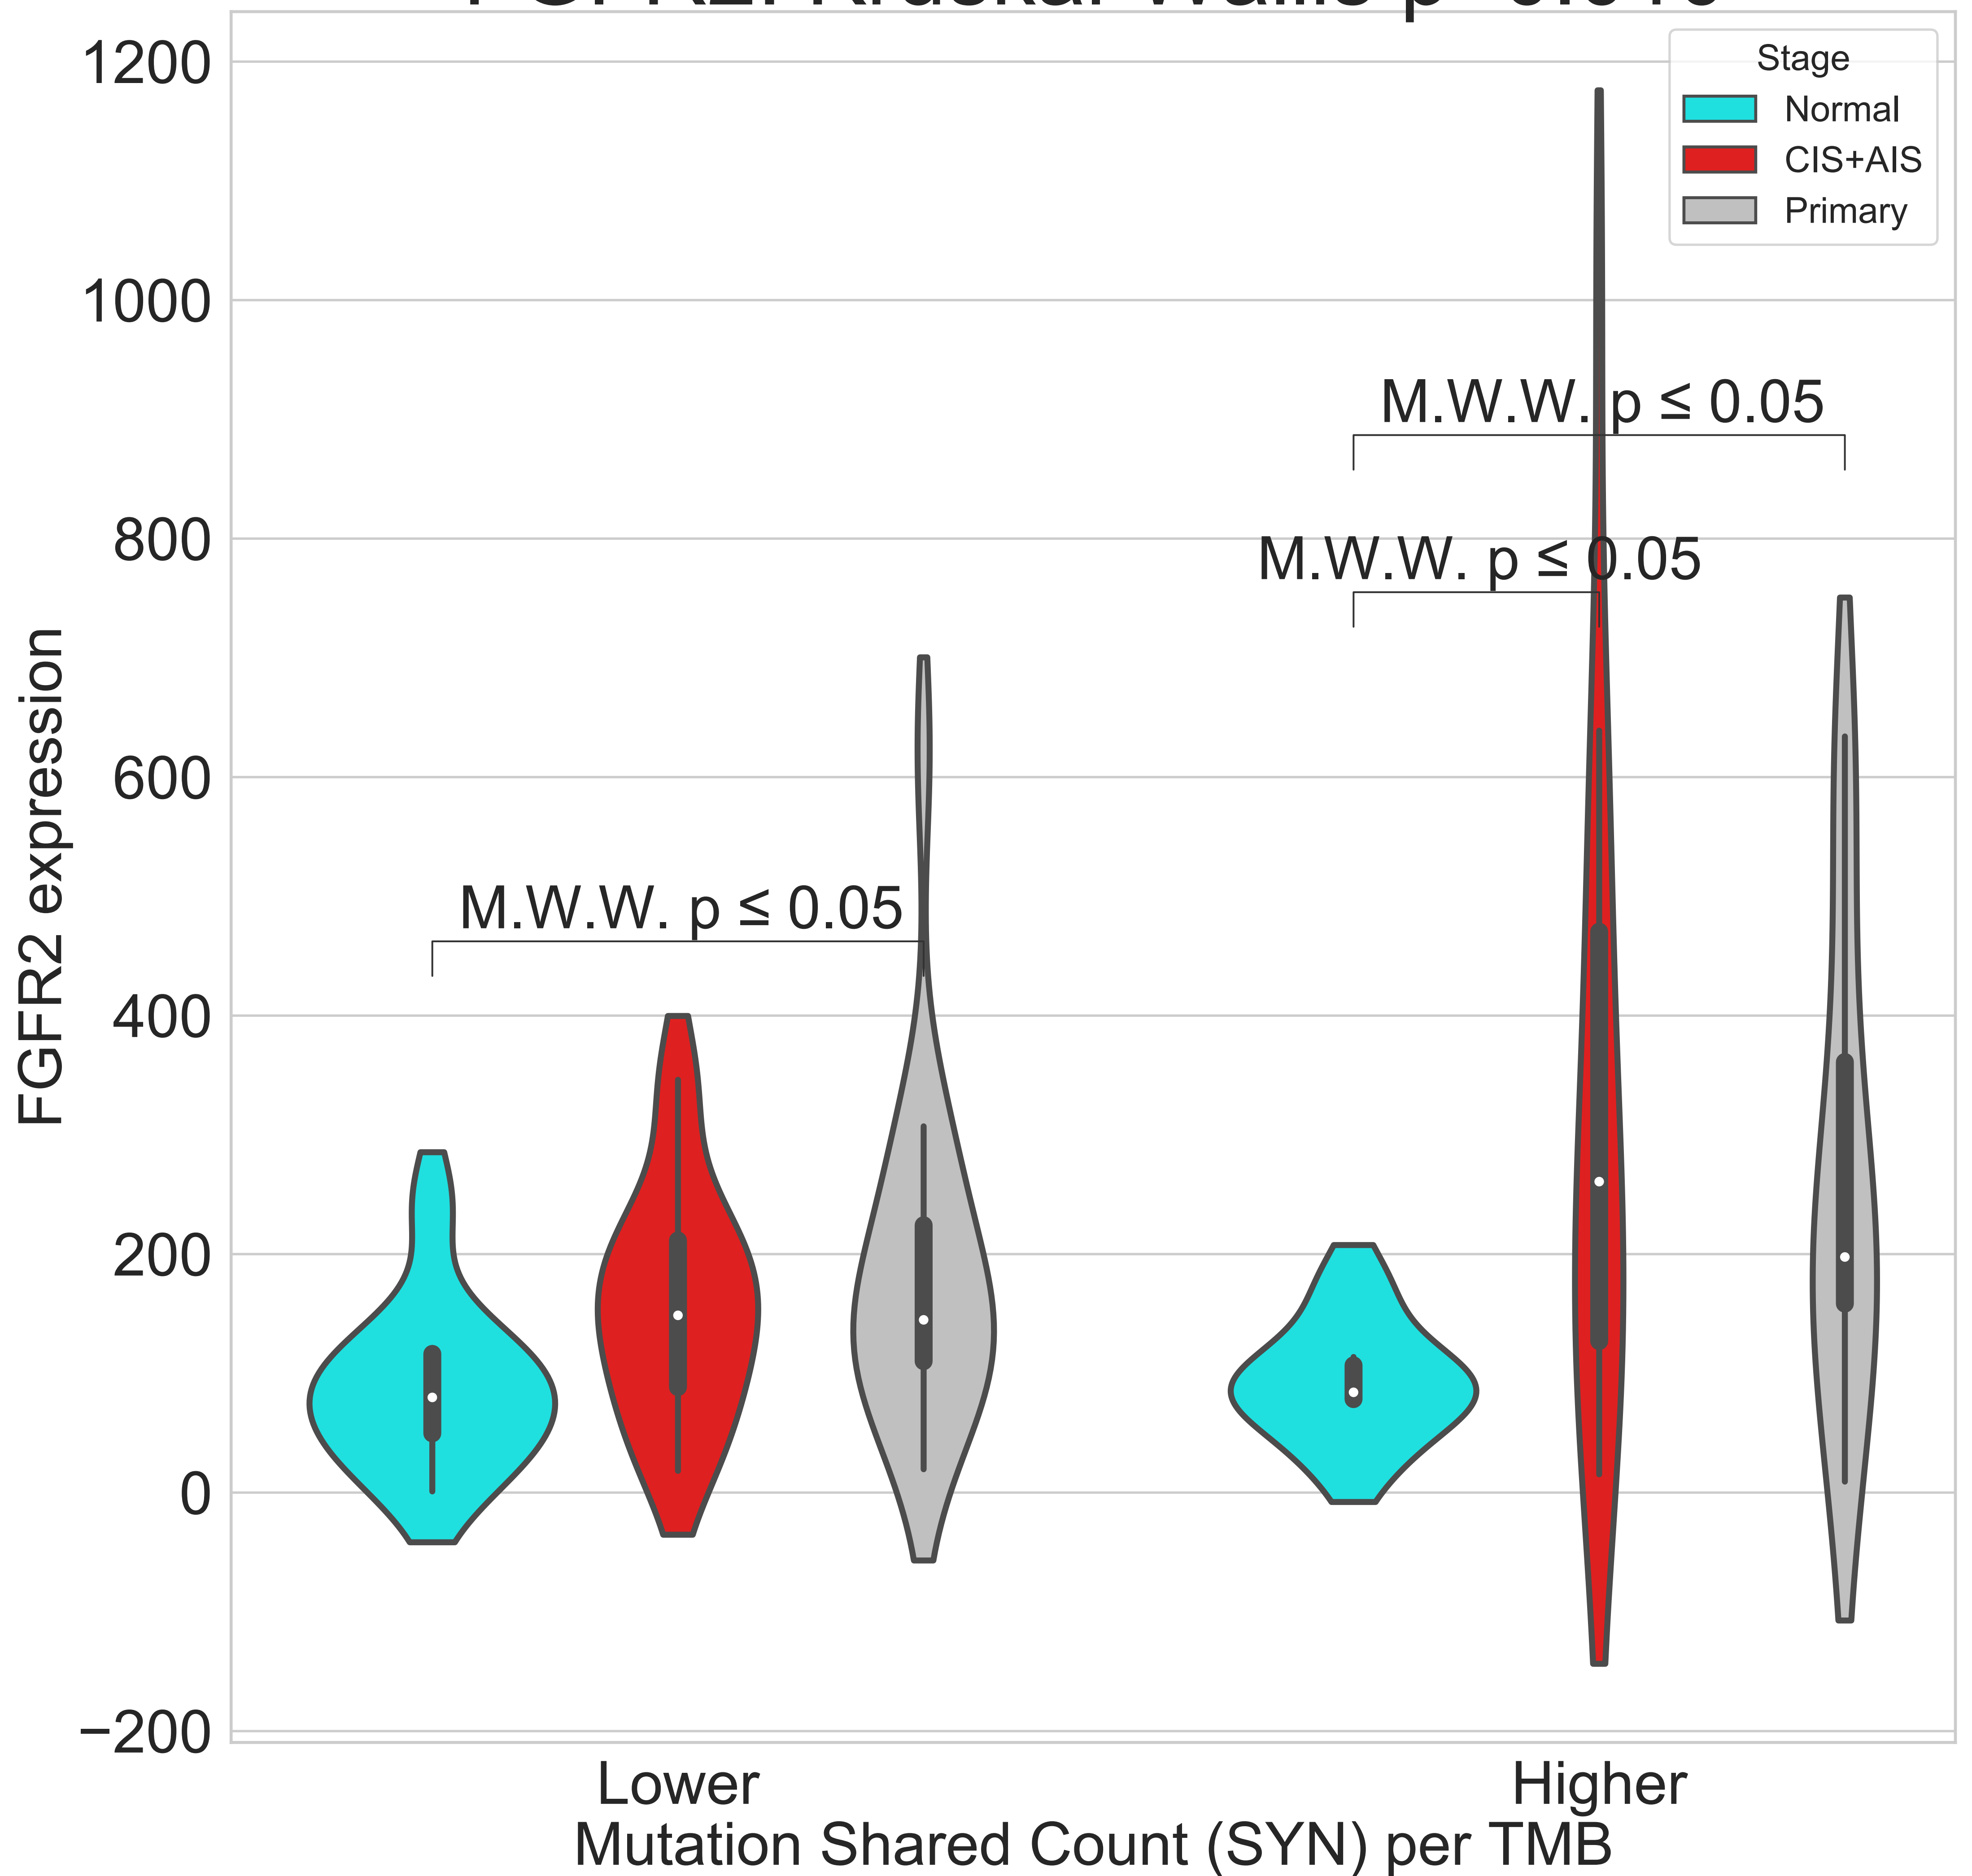 1200
1000
800
600
400
200
0
−200
FGFR2 expression
Stage
Normal
CIS+AIS
Primary
M.W.W. p ≤ 0.05
M.W.W. p ≤ 0.05
M.W.W. p ≤ 0.05
Lower
Higher
Mutation Shared Count (SYN) per TMB